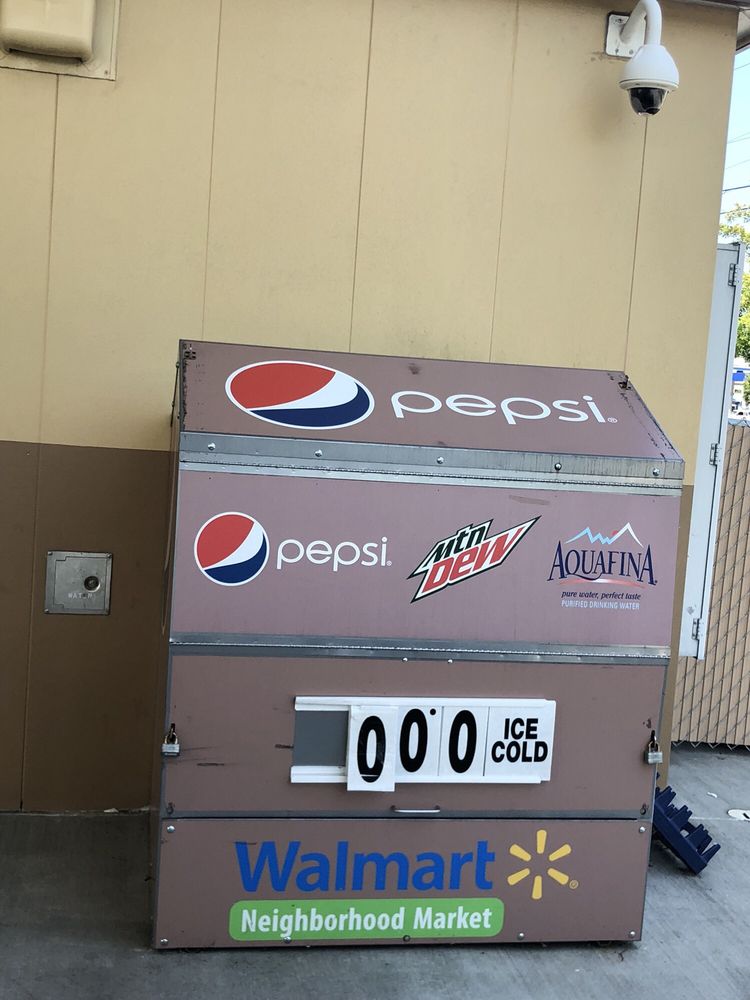 pepsi®
pepsi®
Mtn
DEW
AQUAFINA
pure water, perfect taste
PURIFIED DRINKING WATER
WATER
0 0.0
ICE
COLD
Walmart
Neighborhood Market